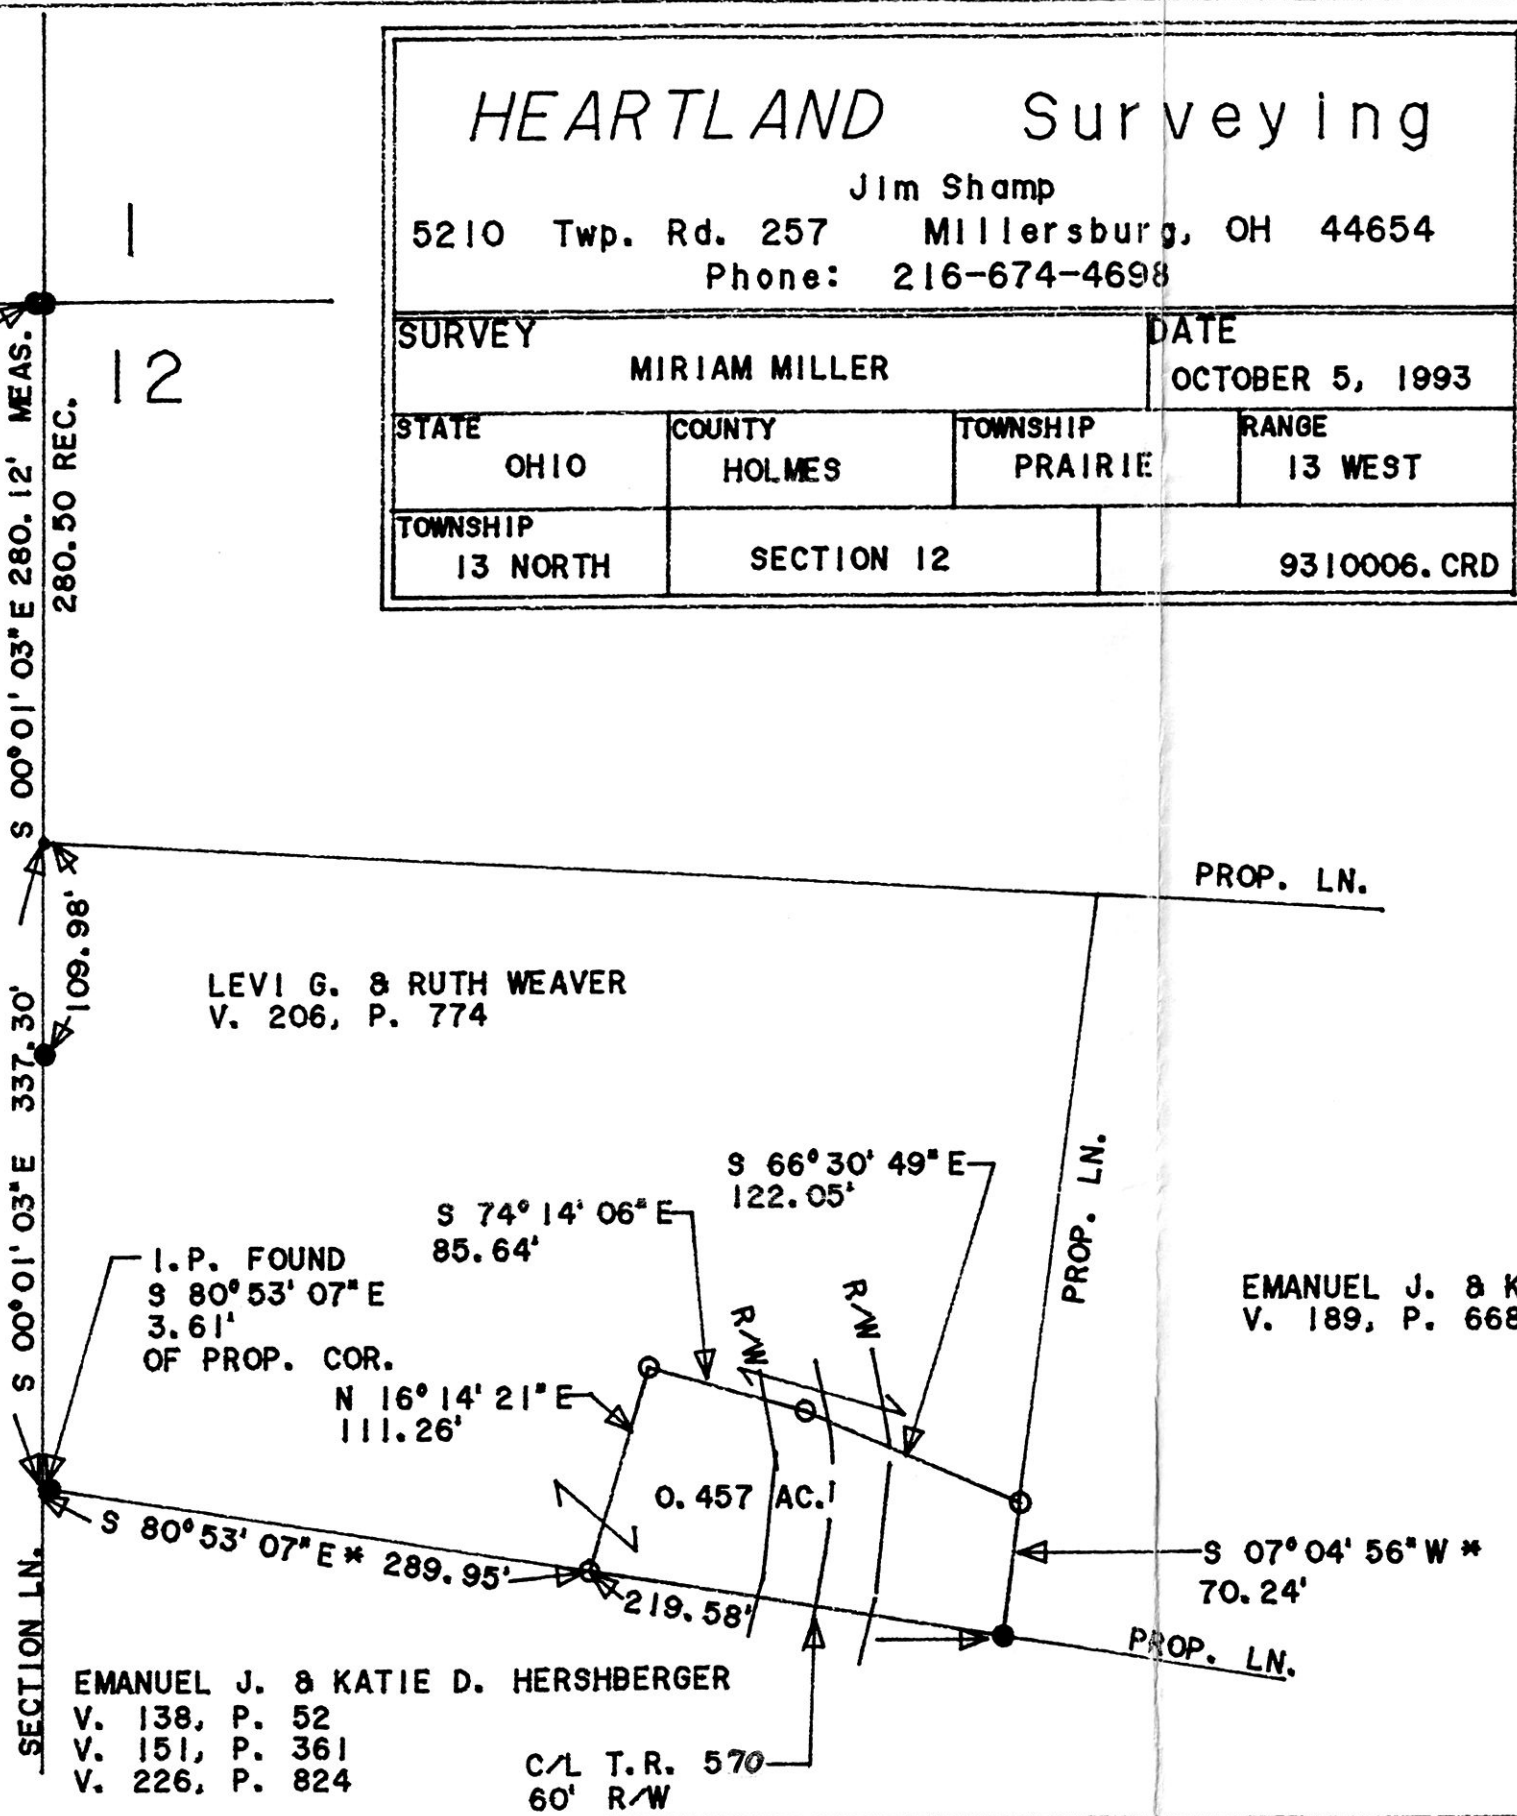 HEARTLAND Surveying
Jim Shamp
5210 Twp. Rd. 257 Millersburg, OH 44654
Phone: 216-674-4698
SURVEY
MIRIAM MILLER
DATE
OCTOBER 5, 1993
STATE
OHIO
COUNTY
HOLMES
TOWNSHIP
PRAIRIE
RANGE
13 WEST
TOWNSHIP
13 NORTH
SECTION 12
9310006.CRD
1
12
S 00°01'03"E 280.12' MEAS.
280.50 REC.
PROP. LN.
109.98'
LEVI G. & RUTH WEAVER
V. 206, P. 774
S 00°01'03"E 337.30'
S 66°30'49"E
122.05'
S 74°14'06"E
85.64'
PROP. LN.
I.P. FOUND
S 80°53'07"E
3.61'
OF PROP. COR.
EMANUEL J. & K
V. 189, P. 668
R/W
R/W
N 16°14'21"E
111.26'
0.457 AC.
S 80°53'07"E * 289.95'
219.58'
S 07°04'56"W *
70.24'
PROP. LN.
SECTION LN.
EMANUEL J. & KATIE D. HERSHBERGER
V. 138, P. 52
V. 151, P. 361
V. 226, P. 824
C/L T.R. 570
60' R/W